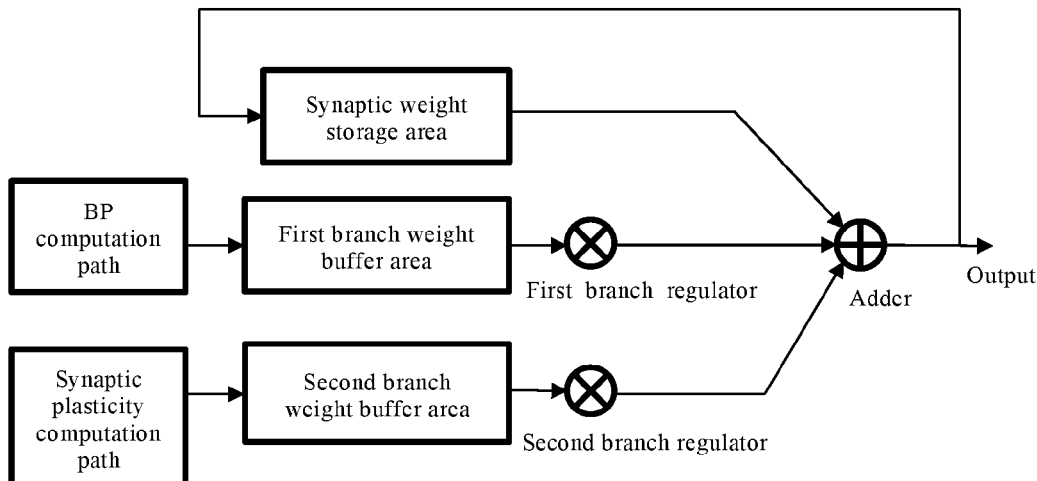 Synaptic weight
storage area
BP
computation
path
First branch weight
buffer area
First branch regulator
Adder
Output
Synaptic
plasticity
computation
path
Second branch
weight buffer area
Second branch regulator